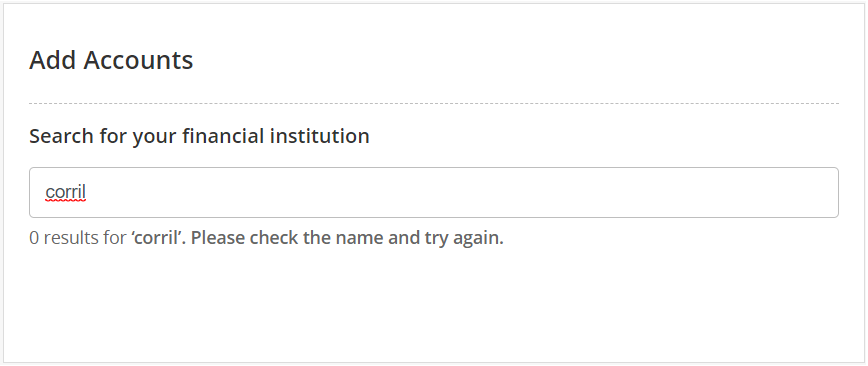 Add Accounts
Search for your financial institution
corril
0 results for ‘corril’. Please check the name and try again.